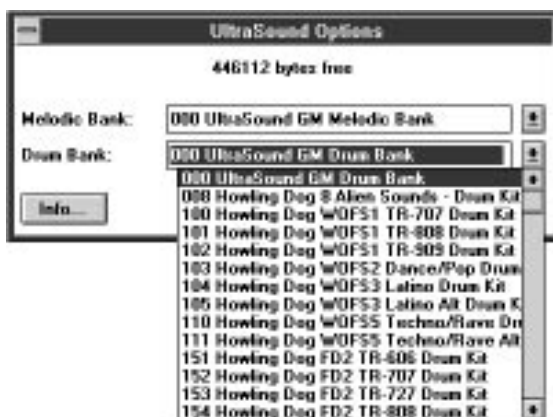 UltraSound Options
446112 bytes free
Melodic Bank: 000 UltraSound GM Melodic Bank
Drum Bank: 000 UltraSound GM Drum Bank
000 UltraSound GM Drum Bank
008 Howling Dog 8 Alien Sounds - Drum Kit
100 Howling Dog WOFS1 TR-707 Drum Kit
101 Howling Dog WOFS1 TR-808 Drum Kit
102 Howling Dog WOFS1 TR-909 Drum Kit
103 Howling Dog WOFS2 Dance/Pop Drum
104 Howling Dog WOFS3 Latino Drum Kit
105 Howling Dog WOFS3 Latino Alt Drum K
110 Howling Dog WOFS5 Techno/Rave Dr
111 Howling Dog WOFS5 Techno/Rave Alt
151 Howling Dog FD2 TR-606 Drum Kit
152 Howling Dog FD2 TR-707 Drum Kit
153 Howling Dog FD2 TR-727 Drum Kit
154 Howling Dog FD2 TR-808 Drum Kit
Info...